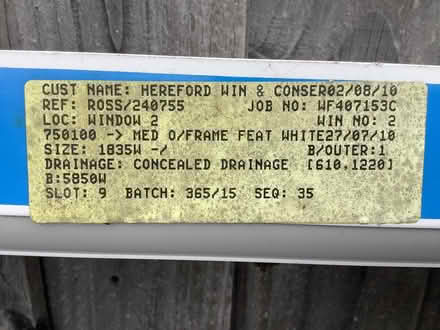 CUST NAME: HEREFORD WIN & CONSER02/08/10
REF: ROSS/240755 JOB NO: WF407153C
LOC: WINDOW 2 WIN NO: 2
750100 -> MED O/FRAME FEAT WHITE27/07/10
SIZE: 1835W -/ B/OUTER:1
DRAINAGE: CONCEALED DRAINAGE [610,1220]
B:5850W
SLOT: 9 BATCH: 365/15 SEQ: 35